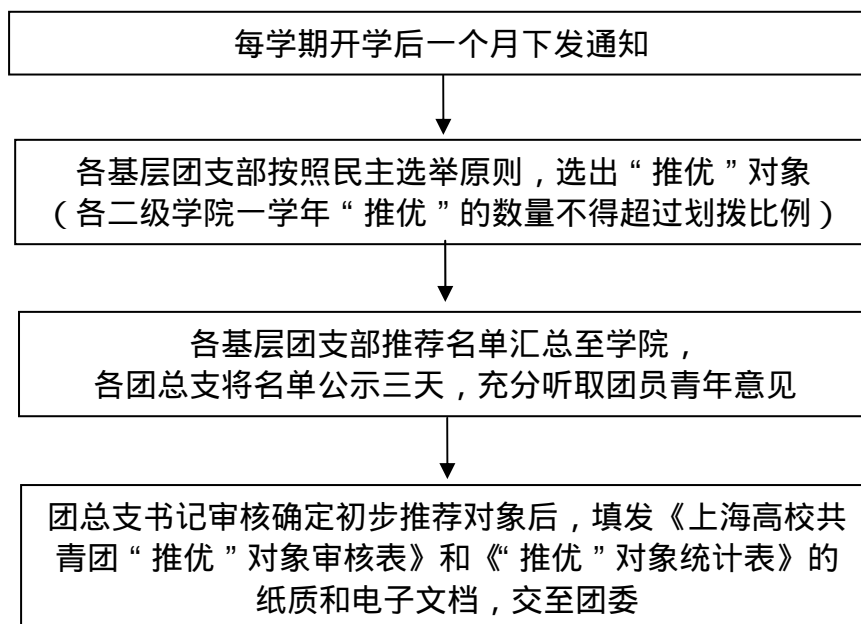 每学期开学后一个月下发通知
各基层团支部按照民主选举原则，选出“推优”对象
（各二级学院一学年“推优”的数量不得超过划拨比例）
各基层团支部推荐名单汇总至学院，
各团总支将名单公示三天，充分听取团员青年意见
团总支书记审核确定初步推荐对象后，填发《上海高校共
青团“推优”对象审核表》和《“推优”对象统计表》的
纸质和电子文档，交至团委